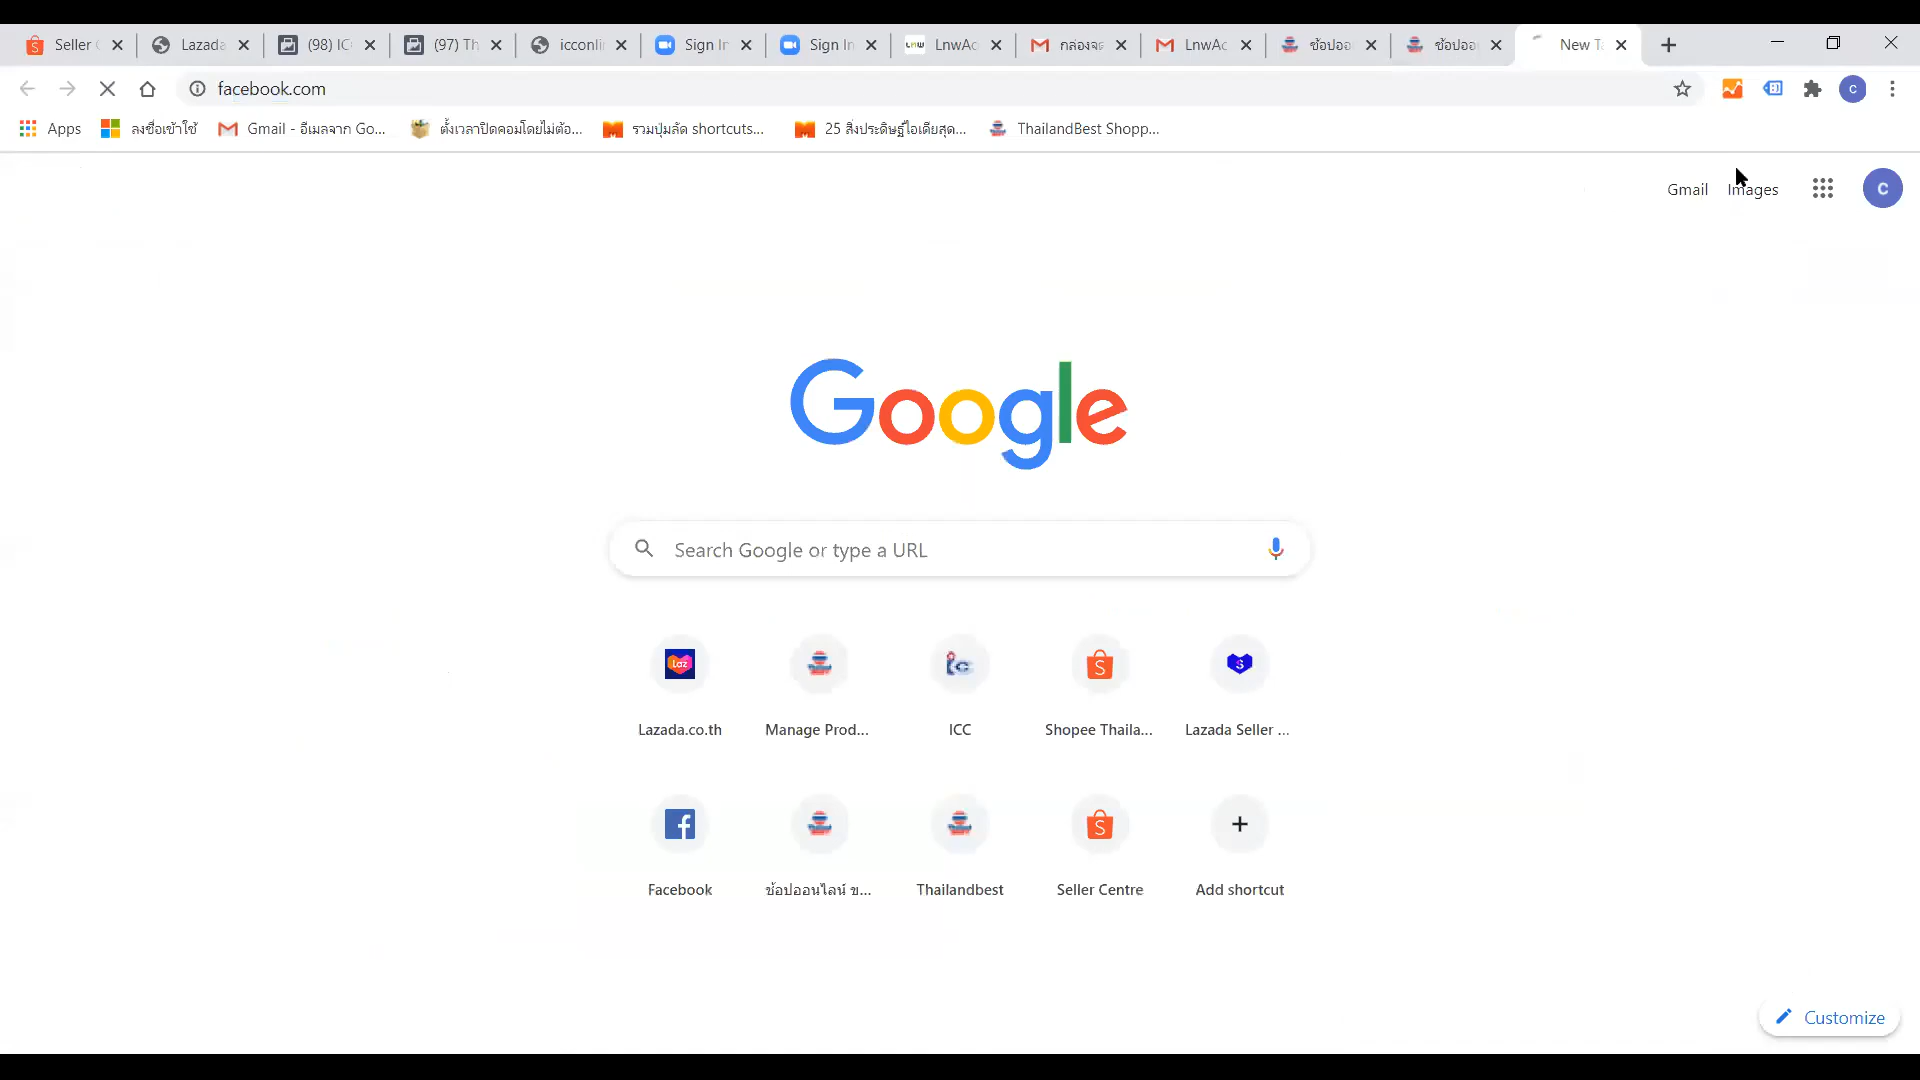 Seller
Lazada
(98) IC
(97) Th
icconli
Sign In
Sign In
LnwAc
กล่องจด
LnwAc
ช้อปออ
ช้อปออ
New T
facebook.com
C
Apps
ลงชื่อเข้าใช้
Gmail - อีเมลจาก Go...
ตั้งเวลาปิดคอมโดยไม่ต้อ...
รวมปุ่มลัด shortcuts...
25 สิ่งประดิษฐ์ไอเดียสุด...
ThailandBest Shopp...
Gmail
Images
C
Google
Search Google or type a URL
Lazada.co.th
Manage Prod...
ICC
Shopee Thaila...
Lazada Seller ...
Facebook
ช้อปออนไลน์ ข...
Thailandbest
Seller Centre
Add shortcut
Customize